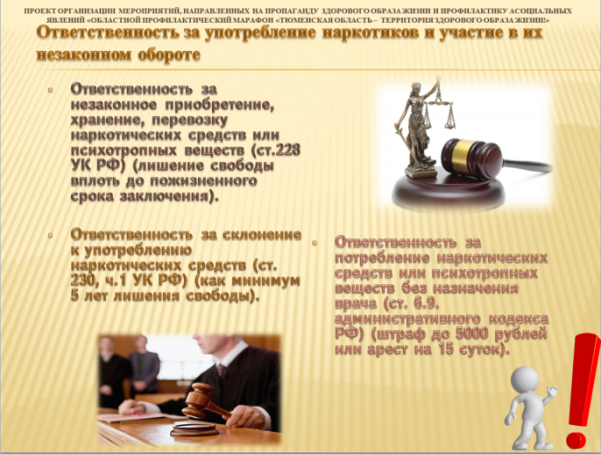 ПРОЕКТ ОРГАНИЗАЦИИ МЕРОПРИЯТИЙ, НАПРАВЛЕННЫХ НА ПРОПАГАНДУ ЗДОРОВОГО ОБРАЗА ЖИЗНИ И ПРОФИЛАКТИКУ АСОЦИАЛЬНЫХ
ЯВЛЕНИЙ «ОБЛАСТНОЙ ПРОФИЛАКТИЧЕСКИЙ МАРАФОН «ТЮМЕНСКАЯ ОБЛАСТЬ – ТЕРРИТОРИЯ ЗДОРОВОГО ОБРАЗА ЖИЗНИ!»
Ответственность за употребление наркотиков и участие в их
незаконном обороте
Ответственность за
незаконное приобретение,
хранение, перевозку
наркотических средств или
психотропных веществ (ст.228
УК РФ) (лишение свободы
вплоть до пожизненного
срока заключения).
Ответственность за склонение
к употреблению
наркотических средств (ст.
230, ч.1 УК РФ) (как минимум
5 лет лишения свободы).
Ответственность за
потребление наркотических
средств или психотропных
веществ без назначения
врача (ст. 6.9.
административного кодекса
РФ) (штраф до 5000 рублей
или арест на 15 суток).